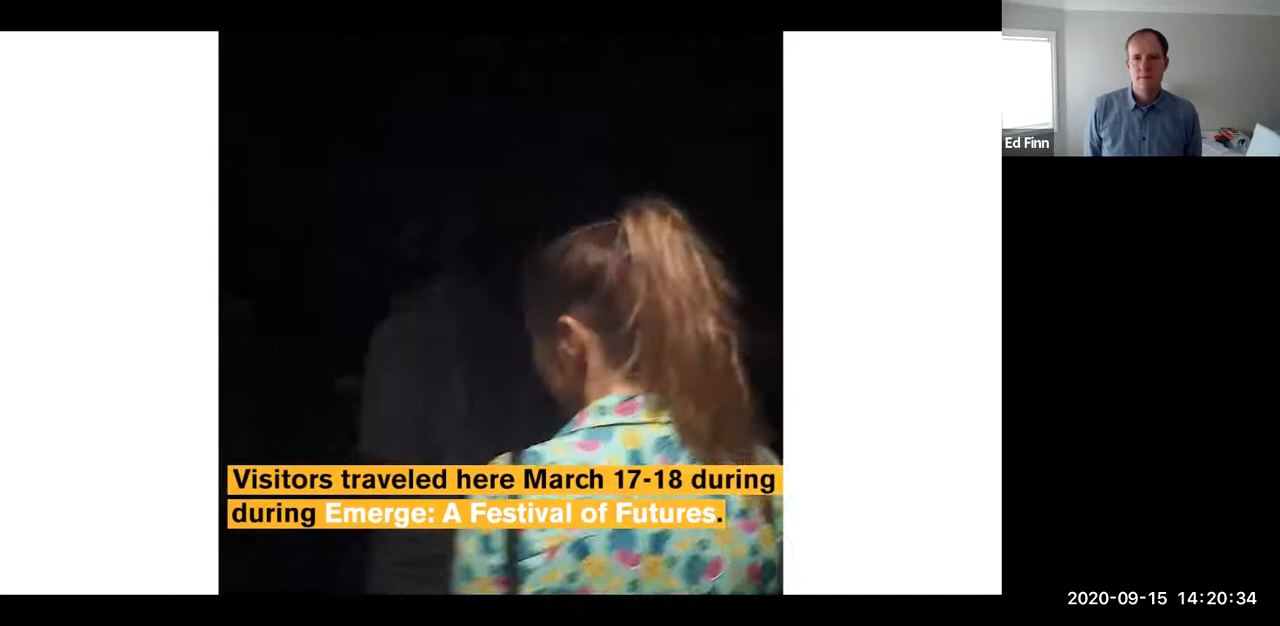 Ed Finn
Visitors traveled here March 17-18 during
during Emerge: A Festival of Futures.
2020-09-15 14:20:34